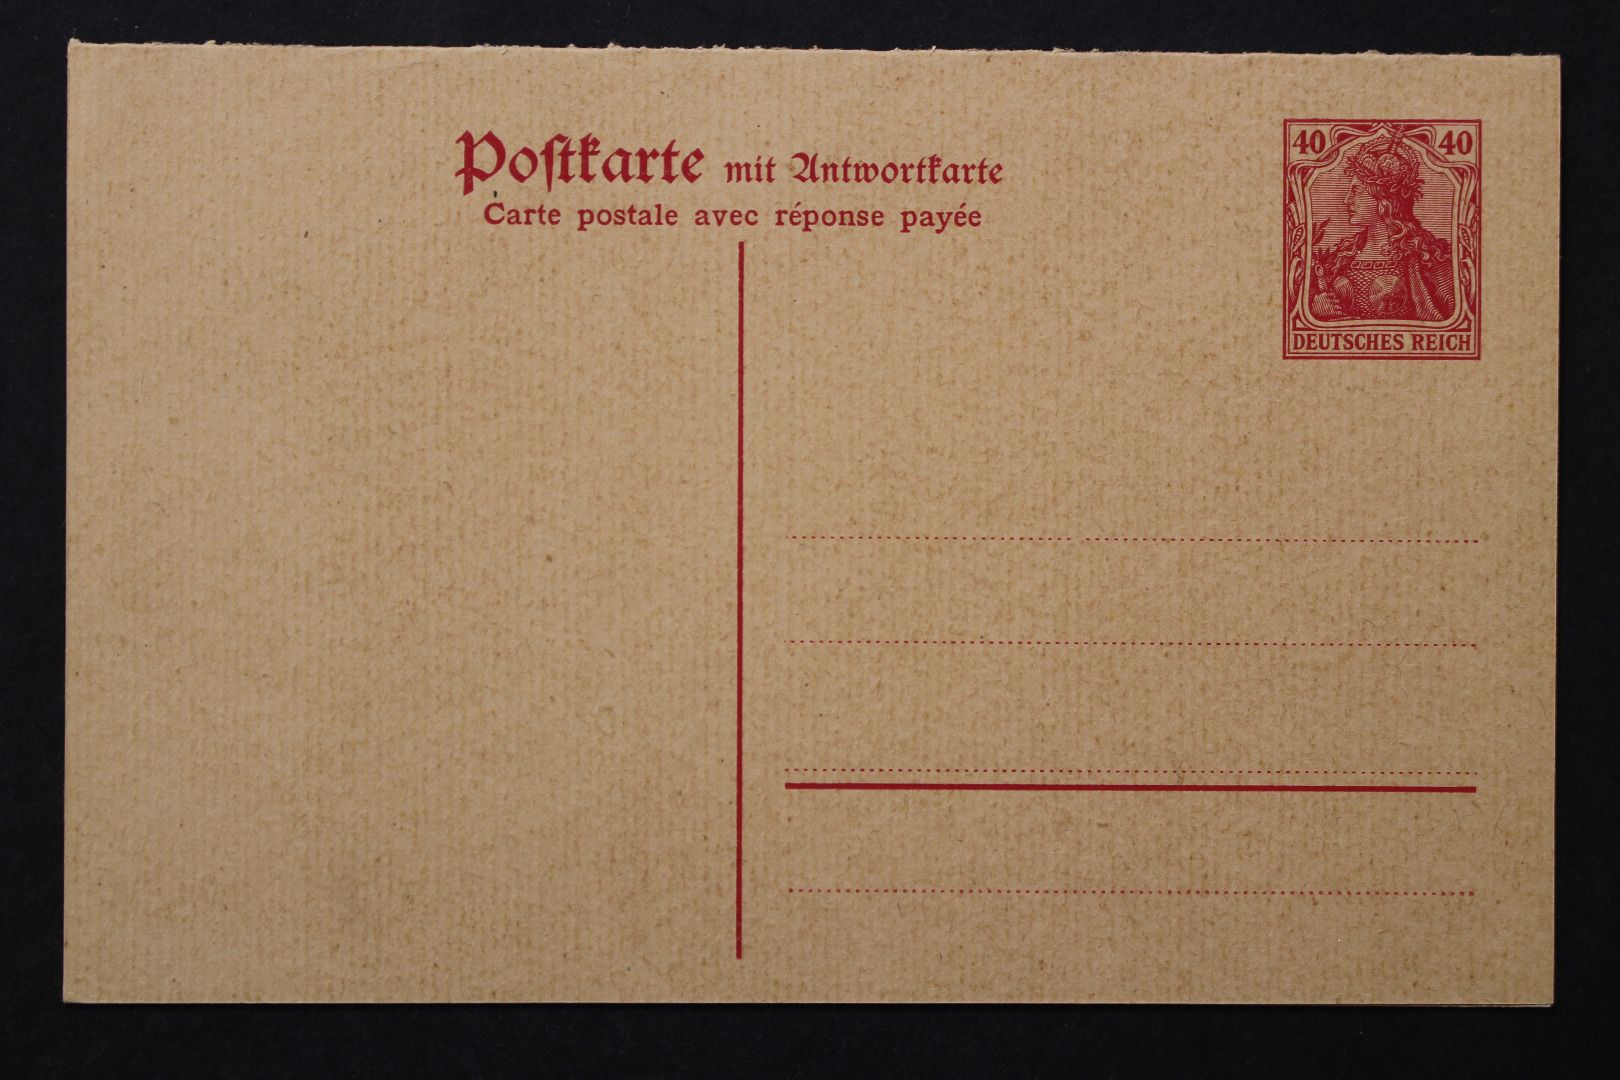 40 40
Poſtkarte mit Antwortkarte
Carte postale avec réponse payée
DEUTSCHES REICH